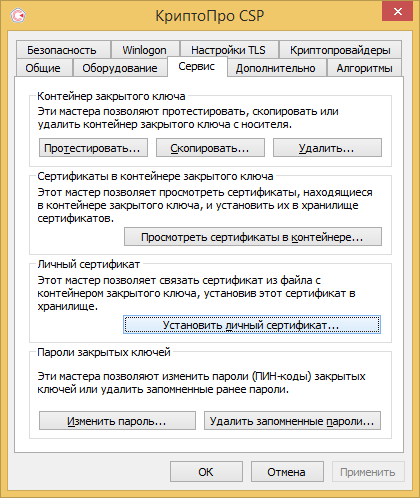 КриптоПро CSP
Безопасность Winlogon Настройки TLS Криптопровайдеры
Общие Оборудование Сервис Дополнительно Алгоритмы
Контейнер закрытого ключа
Эти мастера позволяют протестировать, скопировать или
удалить контейнер закрытого ключа с носителя.
Протестировать... Скопировать... Удалить...
Сертификаты в контейнере закрытого ключа
Этот мастер позволяет просмотреть сертификаты, находящиеся
в контейнере закрытого ключа, и установить их в хранилище
сертификатов.
Просмотреть сертификаты в контейнере...
Личный сертификат
Этот мастер позволяет связать сертификат из файла с
контейнером закрытого ключа, установив этот сертификат в
хранилище.
Установить личный сертификат...
Пароли закрытых ключей
Эти мастера позволяют изменить пароли (ПИН-коды) закрытых
ключей или удалить запомненные ранее пароли.
Изменить пароль... Удалить запомненные пароли...
ОК Отмена Применить